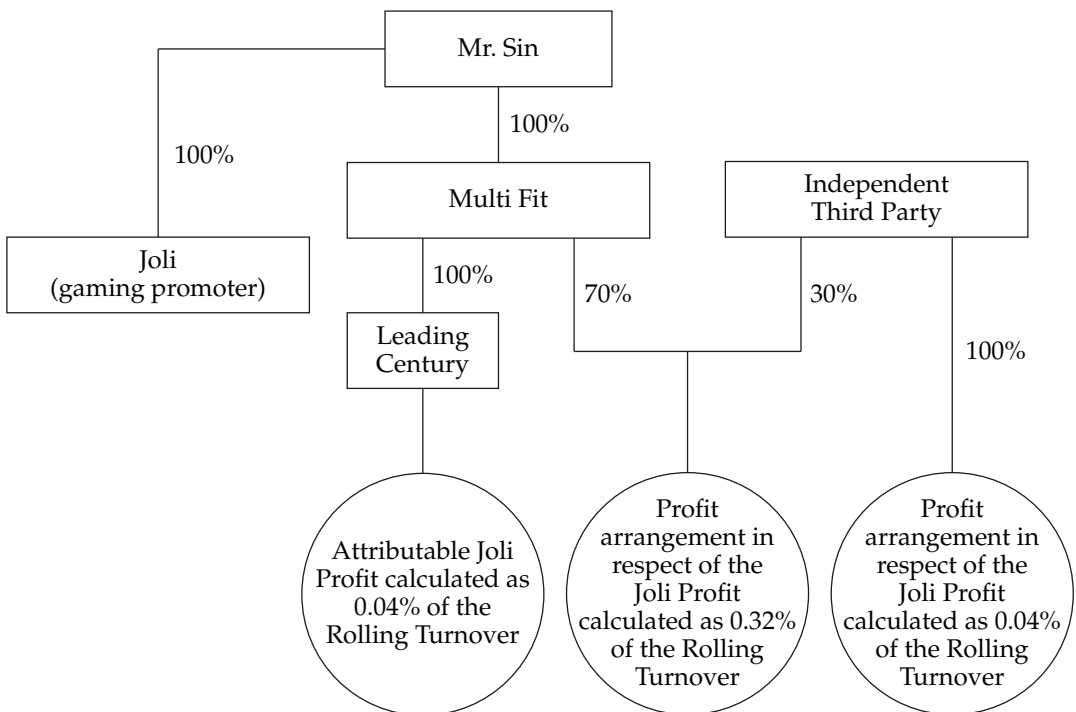 Mr. Sin
100%
100%
Multi Fit
Independent
Third Party
Joli
(gaming promoter)
100%
70%
30%
Leading
Century
100%
Attributable Joli
Profit calculated as
0.04% of the
Rolling Turnover
Profit
arrangement in
respect of the
Joli Profit
calculated as 0.32%
of the Rolling
Turnover
Profit
arrangement in
respect of the
Joli Profit
calculated as 0.04%
of the Rolling
Turnover